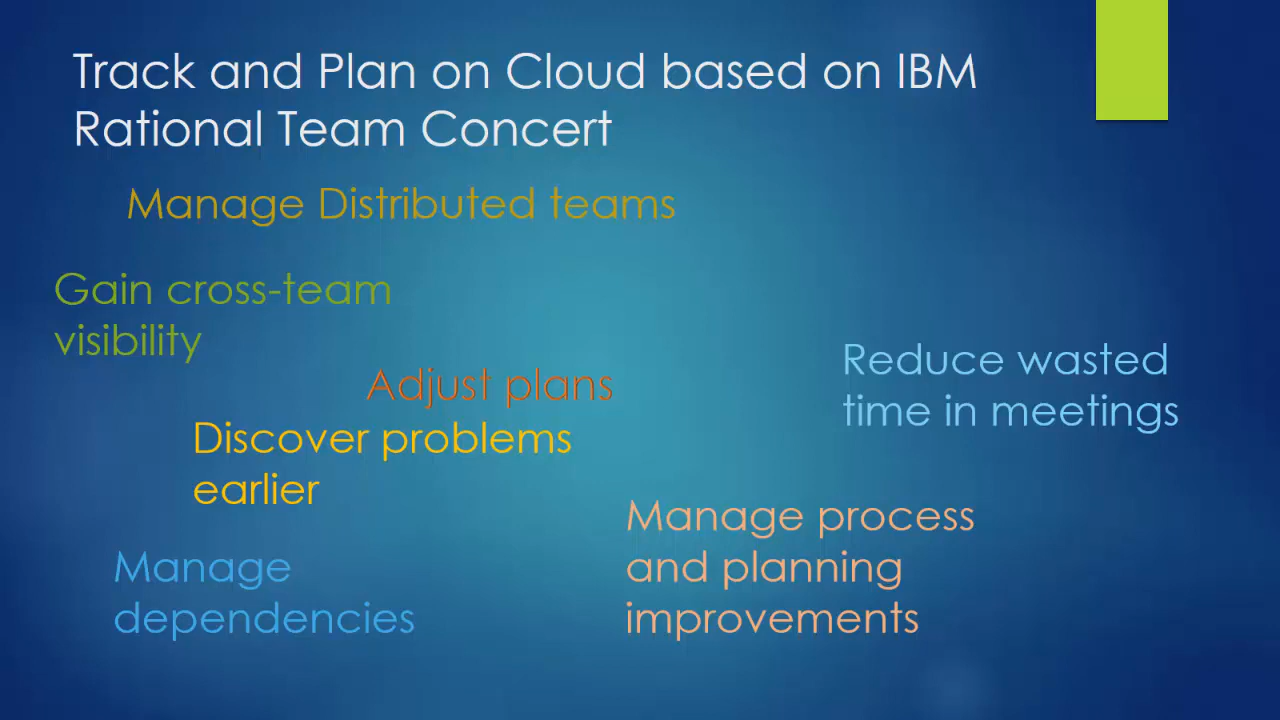 Track and Plan on Cloud based on IBM
Rational Team Concert
Manage Distributed teams
Gain cross-team
visibility
Adjust plans
Discover problems
earlier
Reduce wasted
time in meetings
Manage process
and planning
improvements
Manage
dependencies